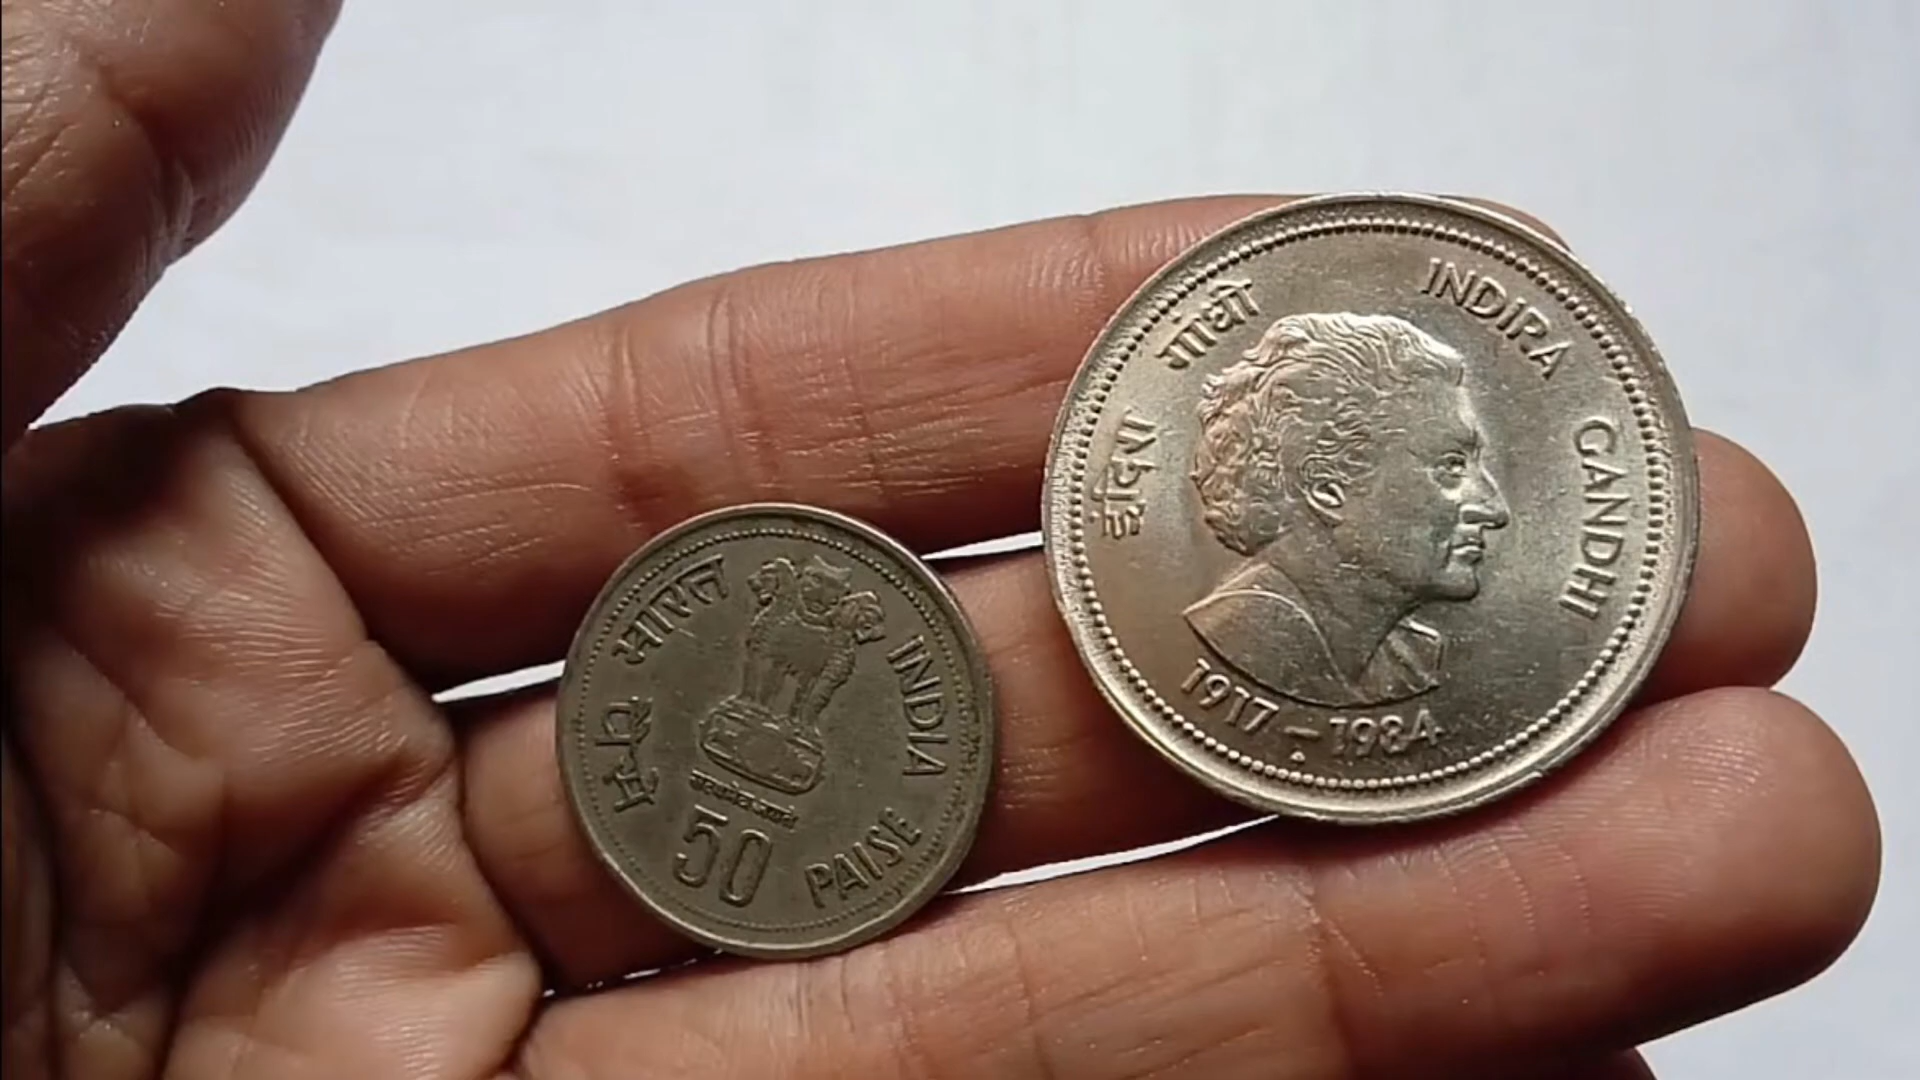 भारत INDIA
पैसे 50 PAISE
सत्यमेव जयते
इंदिरा गांधी INDIRA GANDHI
1917-1984